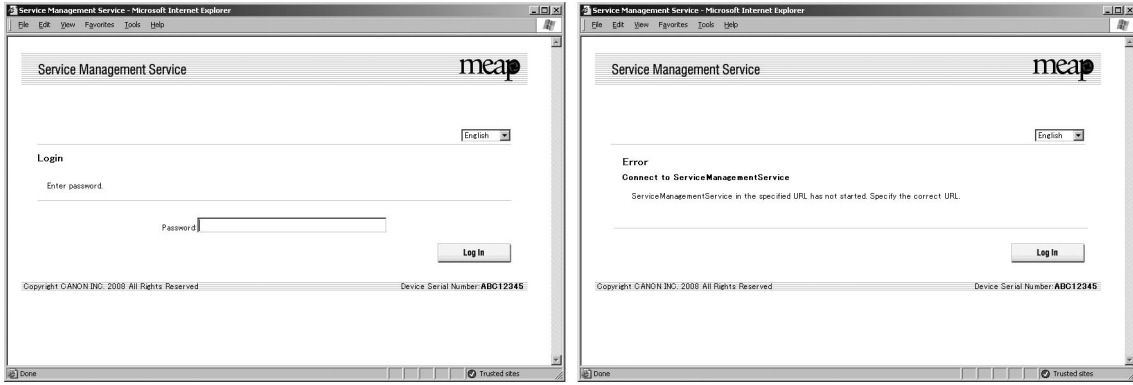 Service Management Service - Microsoft Internet Explorer
File Edit View Favorites Tools Help
Service Management Service
meap
English
Login
Enter password.
Password:
Log In
Copyright CANON INC. 2008 All Rights Reserved
Device Serial Number:ABC12345
Done
Trusted sites
Service Management Service - Microsoft Internet Explorer
File Edit View Favorites Tools Help
Service Management Service
meap
English
Error
Connect to ServiceManagementService
ServiceManagementService in the specified URL has not started. Specify the correct URL.
Log In
Copyright CANON INC. 2008 All Rights Reserved
Device Serial Number:ABC12345
Done
Trusted sites